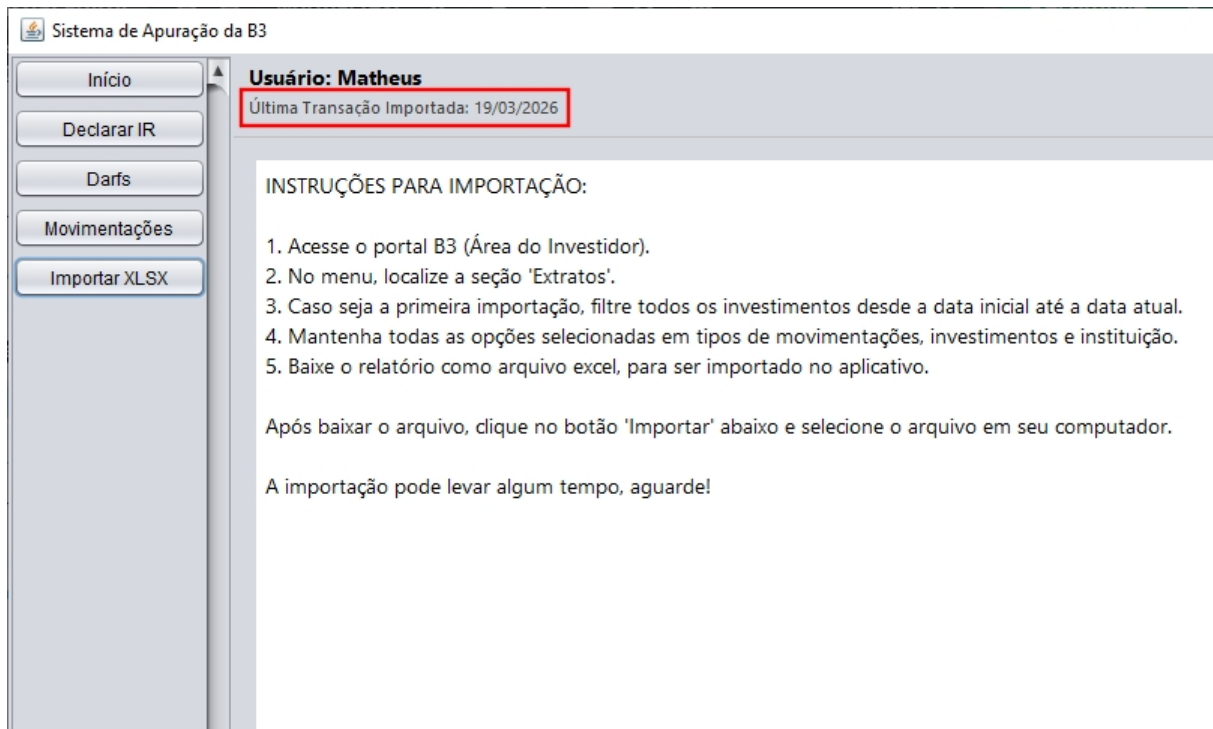 Sistema de Apuração da B3
Início
Declarar IR
Darfs
Movimentações
Importar XLSX
Usuário: Matheus
Última Transação Importada: 19/03/2026
INSTRUÇÕES PARA IMPORTAÇÃO:
1. Acesse o portal B3 (Área do Investidor).
2. No menu, localize a seção 'Extratos'.
3. Caso seja a primeira importação, filtre todos os investimentos desde a data inicial até a data atual.
4. Mantenha todas as opções selecionadas em tipos de movimentações, investimentos e instituição.
5. Baixe o relatório como arquivo excel, para ser importado no aplicativo.
Após baixar o arquivo, clique no botão 'Importar' abaixo e selecione o arquivo em seu computador.
A importação pode levar algum tempo, aguarde!